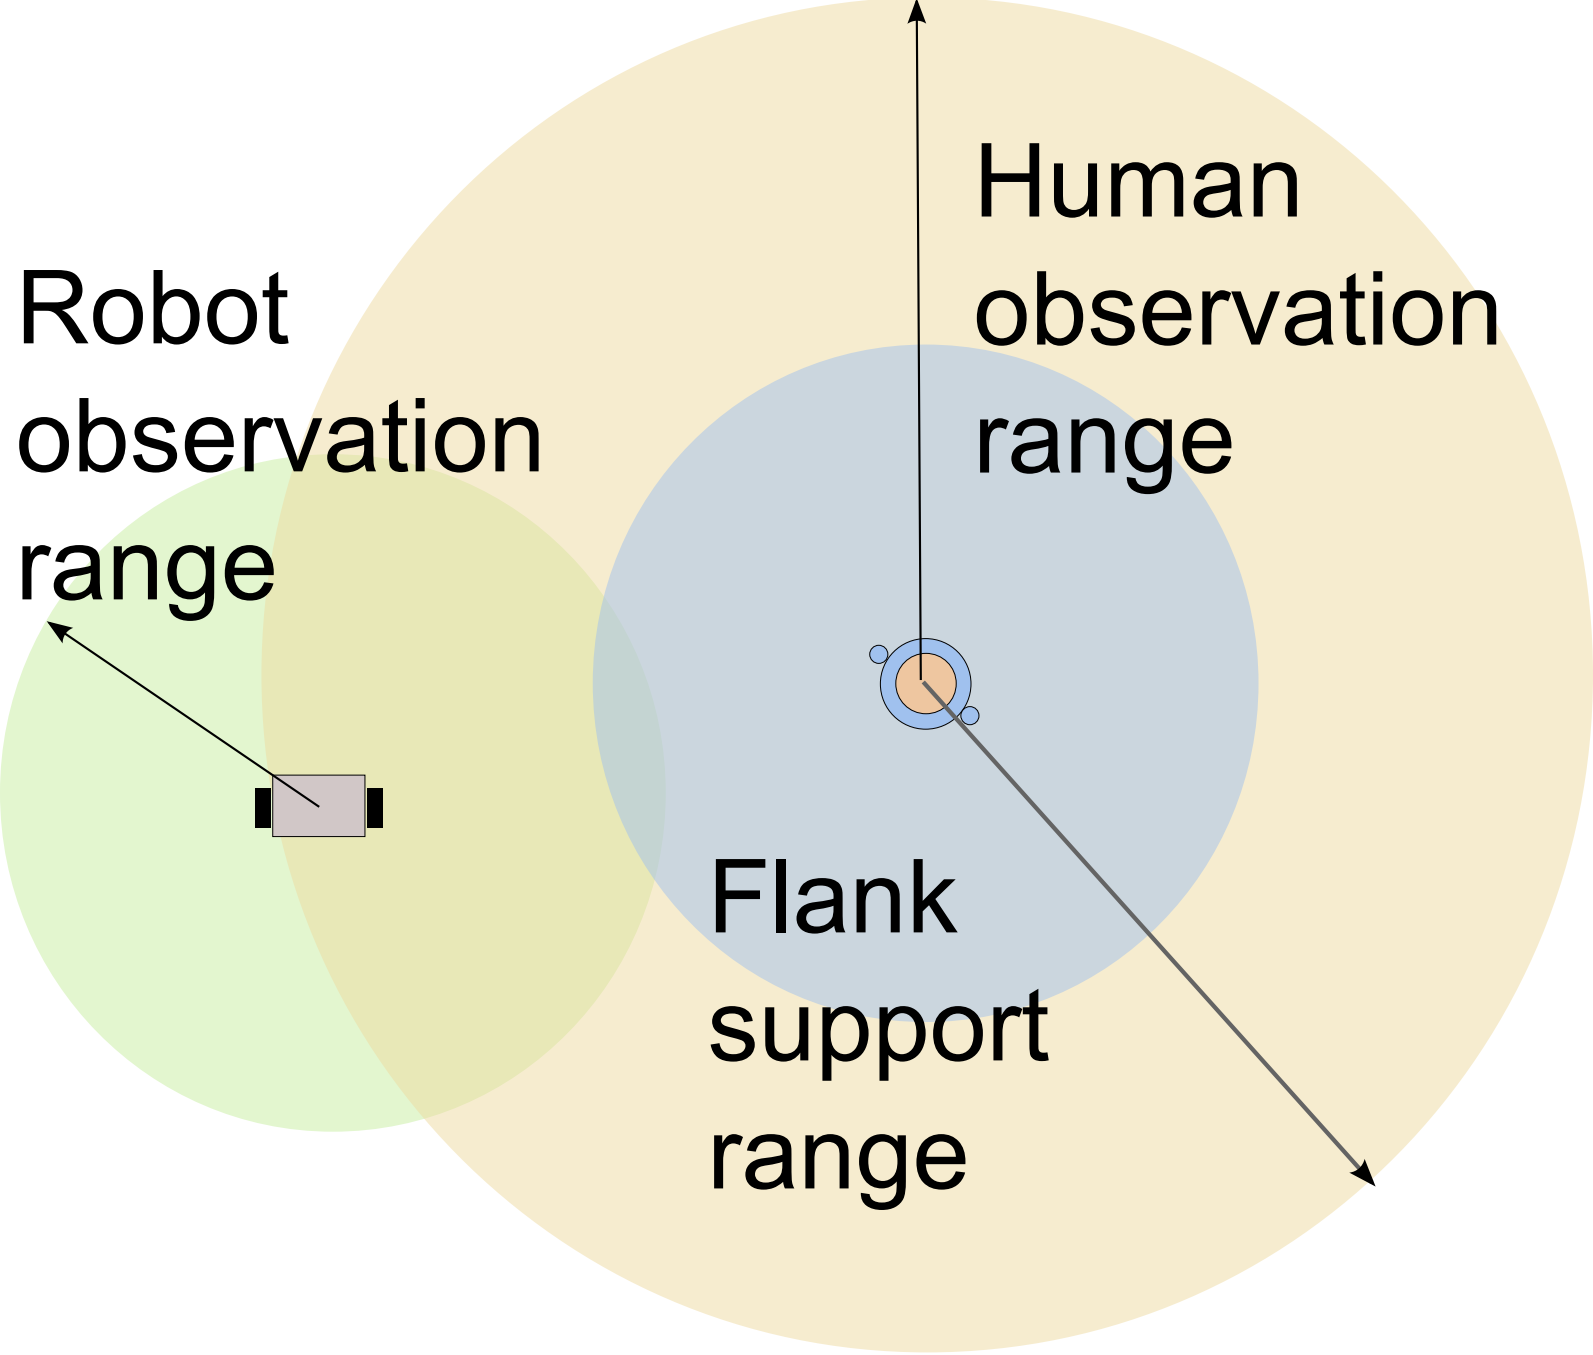 Robot
observation
range
Human
observation
range
Flank
support
range